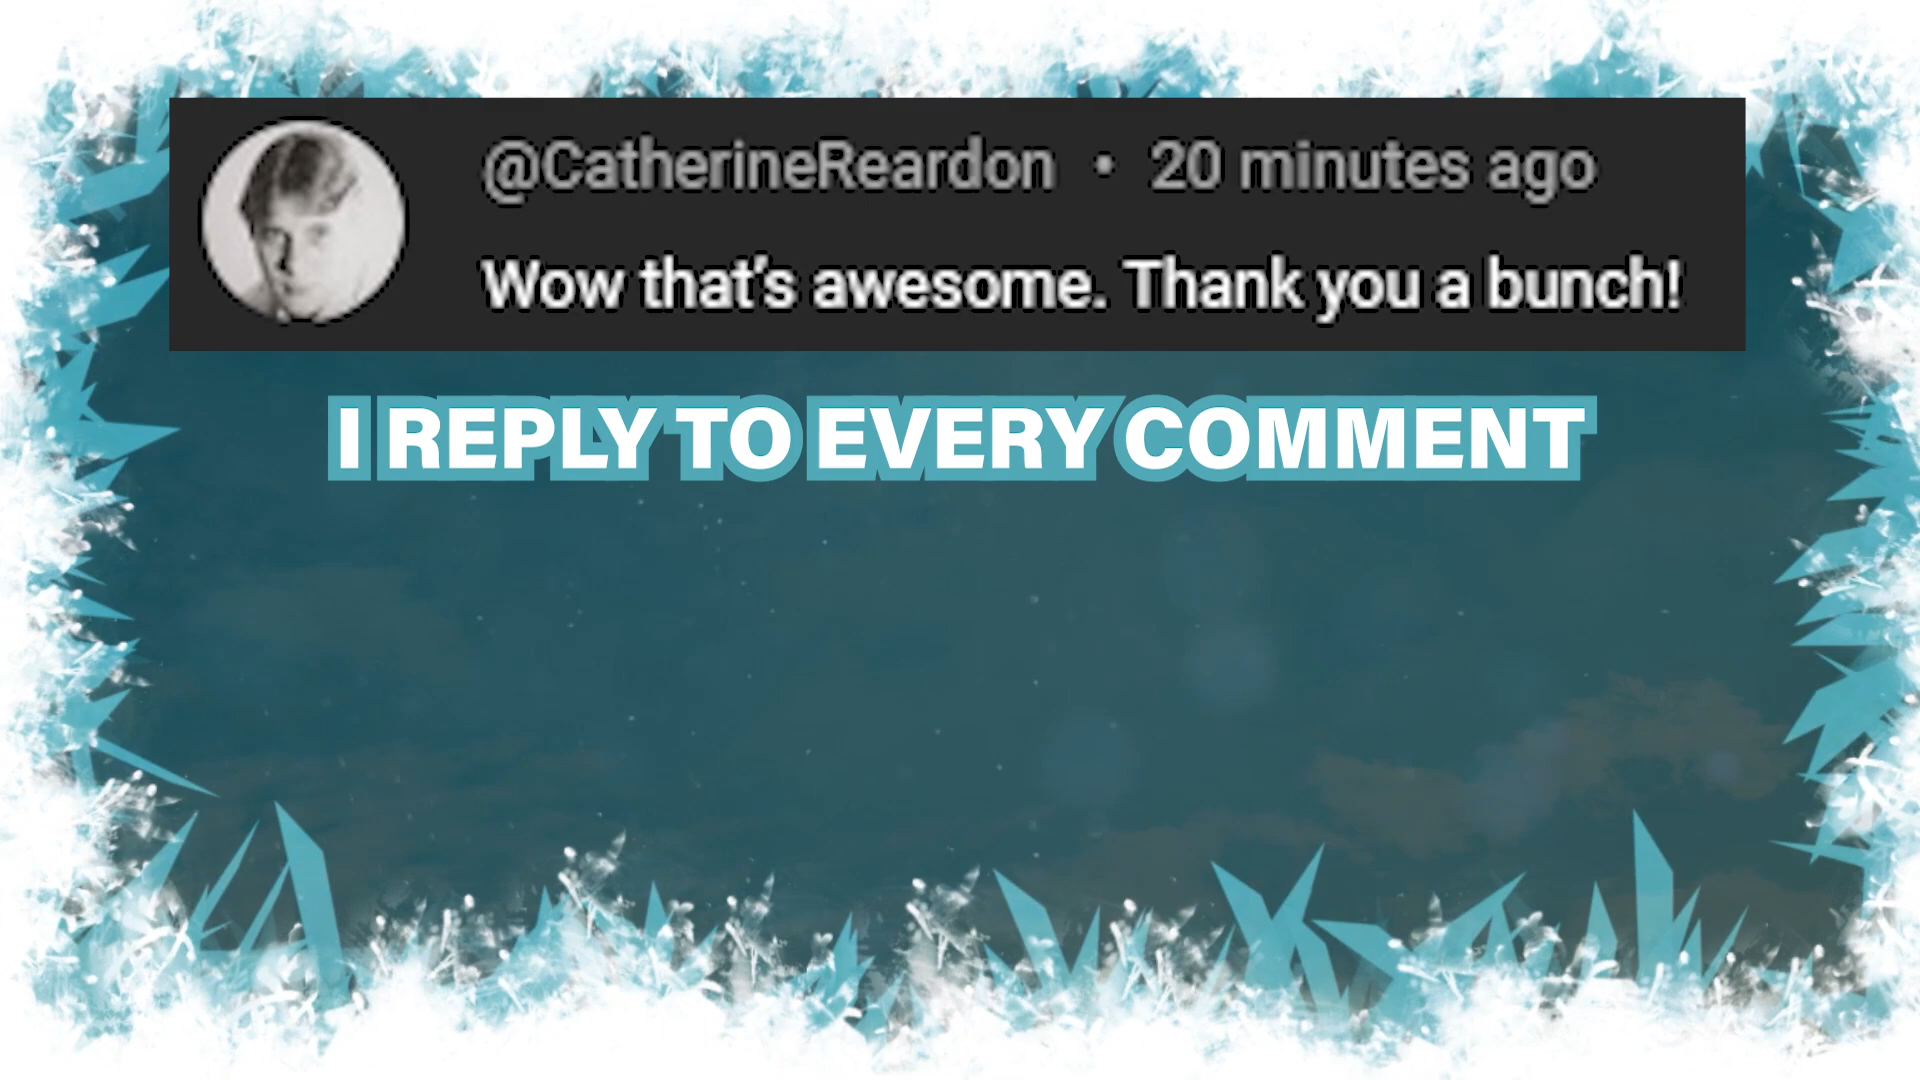 @CatherineReardon • 20 minutes ago
Wow that's awesome. Thank you a bunch!
I REPLY TO EVERY COMMENT